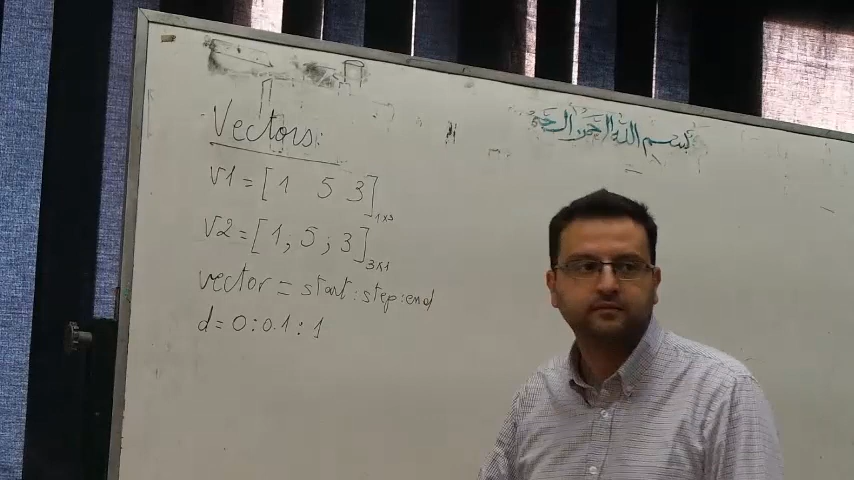 بسم الله الرحمن الرحيم
Vectors:
v1 = [1 5 3]1x3
v2 = [1; 5; 3]3x1
vector = start:step:end
d = 0:0.1:1